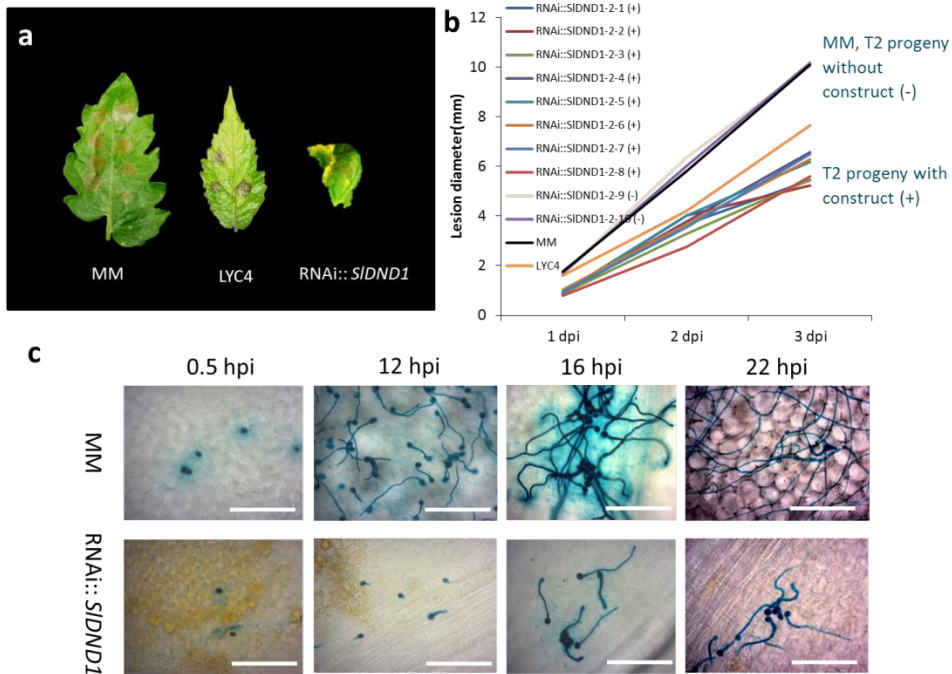 a
MM
LYC4
RNAi:: SlDND1
b
Lesion diameter(mm)
12
10
8
6
4
2
0
1 dpi
2 dpi
3 dpi
RNAi::SlDND1-2-1 (+)
RNAi::SlDND1-2-2 (+)
RNAi::SlDND1-2-3 (+)
RNAi::SlDND1-2-4 (+)
RNAi::SlDND1-2-5 (+)
RNAi::SlDND1-2-6 (+)
RNAi::SlDND1-2-7 (+)
RNAi::SlDND1-2-8 (+)
RNAi::SlDND1-2-9 (-)
RNAi::SlDND1-2-10 (-)
MM
LYC4
MM, T2 progeny
without
construct (-)
T2 progeny with
construct (+)
c
0.5 hpi
12 hpi
16 hpi
22 hpi
MM
RNAi:: SlDND1